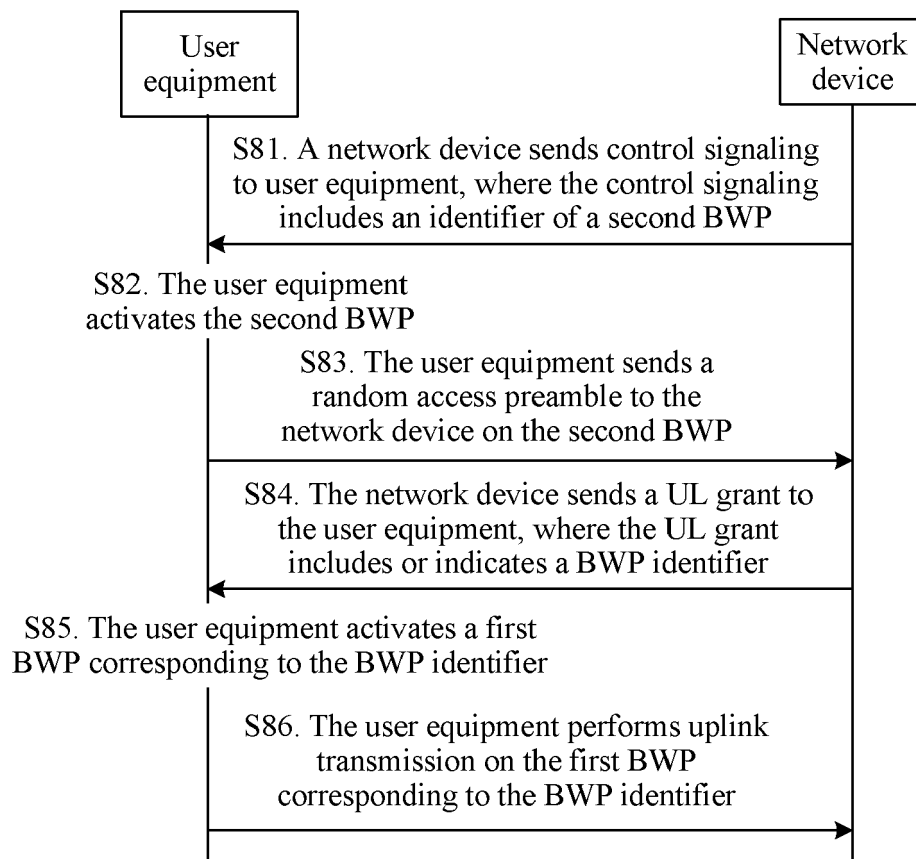 User
equipment
Network
device
S81. A network device sends control signaling
to user equipment, where the control signaling
includes an identifier of a second BWP
S82. The user equipment
activates the second BWP
S83. The user equipment sends a
random access preamble to the
network device on the second BWP
S84. The network device sends a UL grant to
the user equipment, where the UL grant
includes or indicates a BWP identifier
S85. The user equipment activates a first
BWP corresponding to the BWP identifier
S86. The user equipment performs uplink
transmission on the first BWP
corresponding to the BWP identifier